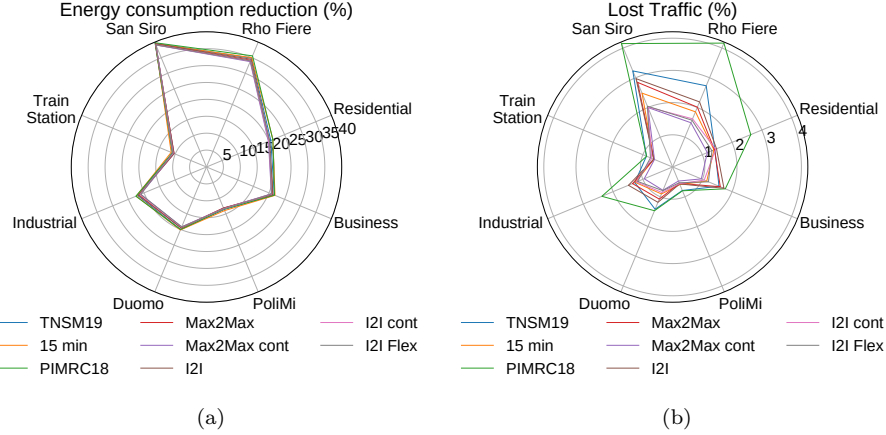 Energy consumption reduction (%)
San Siro
Rho Fiere
Train
Station
Residential
5
10
15
20
25
30
35
40
Industrial
Business
Duomo
PoliMi
TNSM19
Max2Max
I2I cont
15 min
Max2Max cont
I2I Flex
PIMRC18
I2I
(a)
Lost Traffic (%)
San Siro
Rho Fiere
Train
Station
Residential
1
2
3
4
Industrial
Business
Duomo
PoliMi
TNSM19
Max2Max
I2I cont
15 min
Max2Max cont
I2I Flex
PIMRC18
I2I
(b)